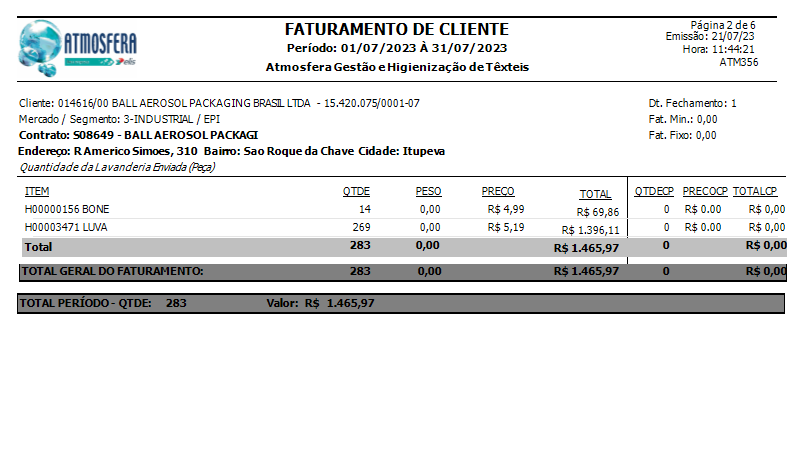 ATMOSFERA
elis
FATURAMENTO DE CLIENTE
Período: 01/07/2023 À 31/07/2023
Atmosfera Gestão e Higienização de Têxteis
Página 2 de 6
Emissão: 21/07/23
Hora: 11:44:21
ATM356
Cliente: 014616/00 BALL AEROSOL PACKAGING BRASIL LTDA - 15.420.075/0001-07
Dt. Fechamento: 1
Mercado / Segmento: 3-INDUSTRIAL / EPI
Fat. Min.: 0,00
Contrato: S08649 - BALL AEROSOL PACKAGI
Fat. Fixo: 0,00
Endereço: R Americo Simoes, 310 Bairro: Sao Roque da Chave Cidade: Itupeva
Quantidade da Lavanderia Enviada (Peça)
ITEM QTDE PESO PREÇO TOTAL QTDECP PRECOCP TOTALCP
H00000156 BONE 14 0,00 R$ 4,99 R$ 69,86 0 R$ 0.00 R$ 0,00
H00003471 LUVA 269 0,00 R$ 5,19 R$ 1.396,11 0 R$ 0.00 R$ 0,00
Total 283 0,00 R$ 1.465,97 0 R$ 0,00
TOTAL GERAL DO FATURAMENTO: 283 0,00 R$ 1.465,97 0 R$ 0,00
TOTAL PERÍODO - QTDE: 283 Valor: R$ 1.465,97